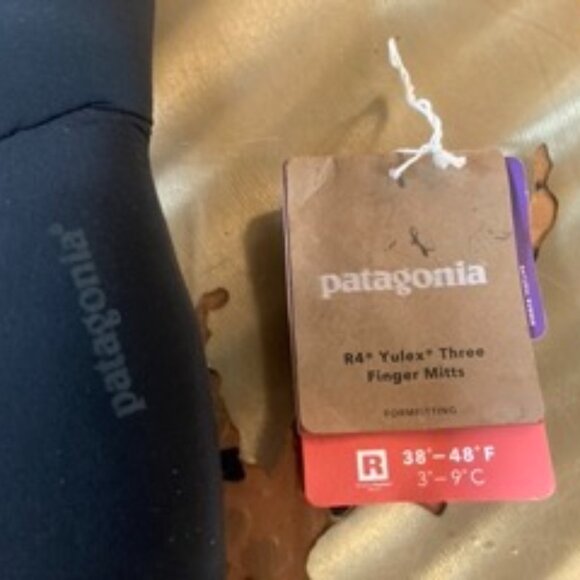 patagonia®
patagonia
R4® Yulex® Three
Finger Mitts
FORMFITTING
R
38°–48°F
3°–9°C